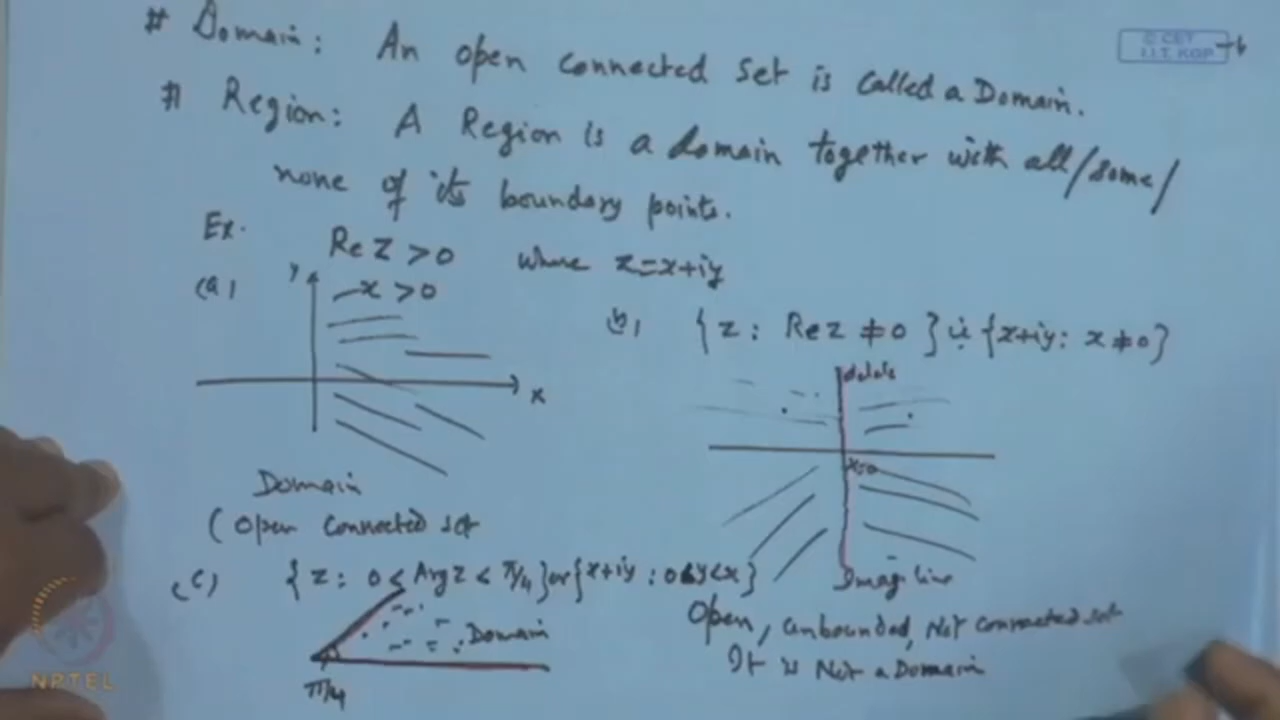 # Domain: An open connected set is called a Domain.
© CET
I.I.T. KGP
# Region: A Region is a domain together with all/some/
none of its boundary points.
Ex. Re Z > 0 where z=x+iy
(a) y x > 0
x
Domain
(Open Connected set
(b) {z: Re z ≠ 0} i.e. {x+iy: x ≠ 0}
delete
x=0
Imag line
Open, unbounded, Not connected set
It is Not a Domain
(c) {z: 0 < Arg z < π/4} or {x+iy: 0<y<x}
Domain
π/4
NPTEL